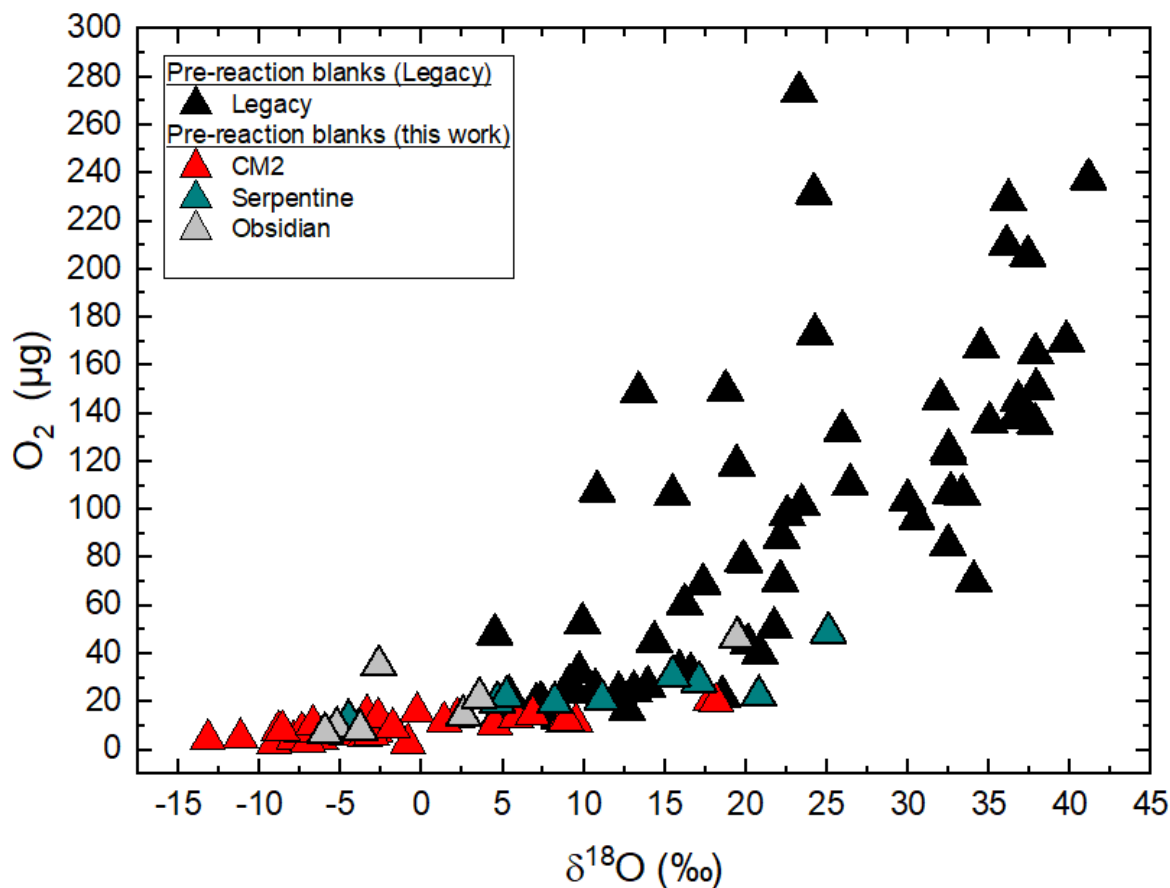 300
280
260
240
220
200
180
160
140
120
100
80
60
40
20
0
O₂ (µg)
Pre-reaction blanks (Legacy)
Legacy
Pre-reaction blanks (this work)
CM2
Serpentine
Obsidian
-15 -10 -5 0 5 10 15 20 25 30 35 40 45
δ¹⁸O (‰)